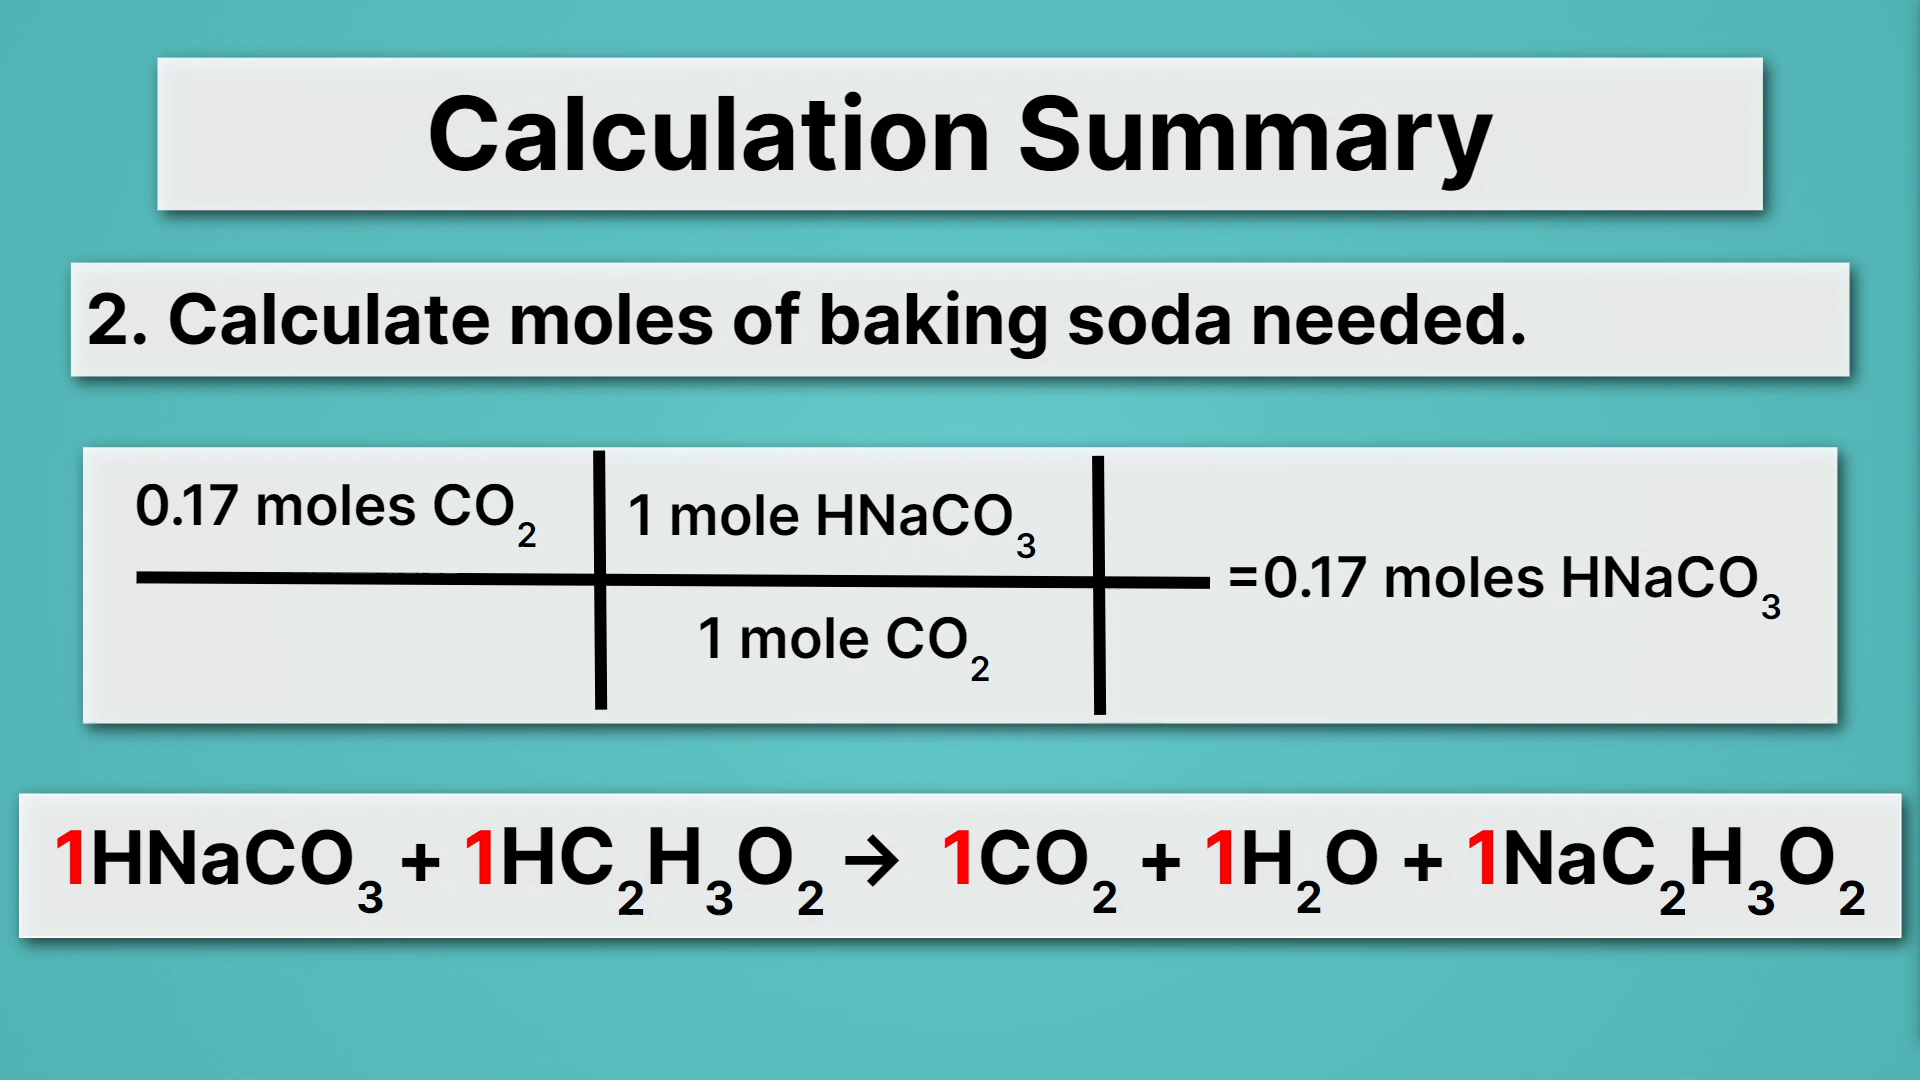 Calculation Summary
2. Calculate moles of baking soda needed.
0.17 moles CO₂
1 mole HNaCO₃
1 mole CO₂
=0.17 moles HNaCO₃
1HNaCO₃ + 1HC₂H₃O₂ → 1CO₂ + 1H₂O + 1NaC₂H₃O₂